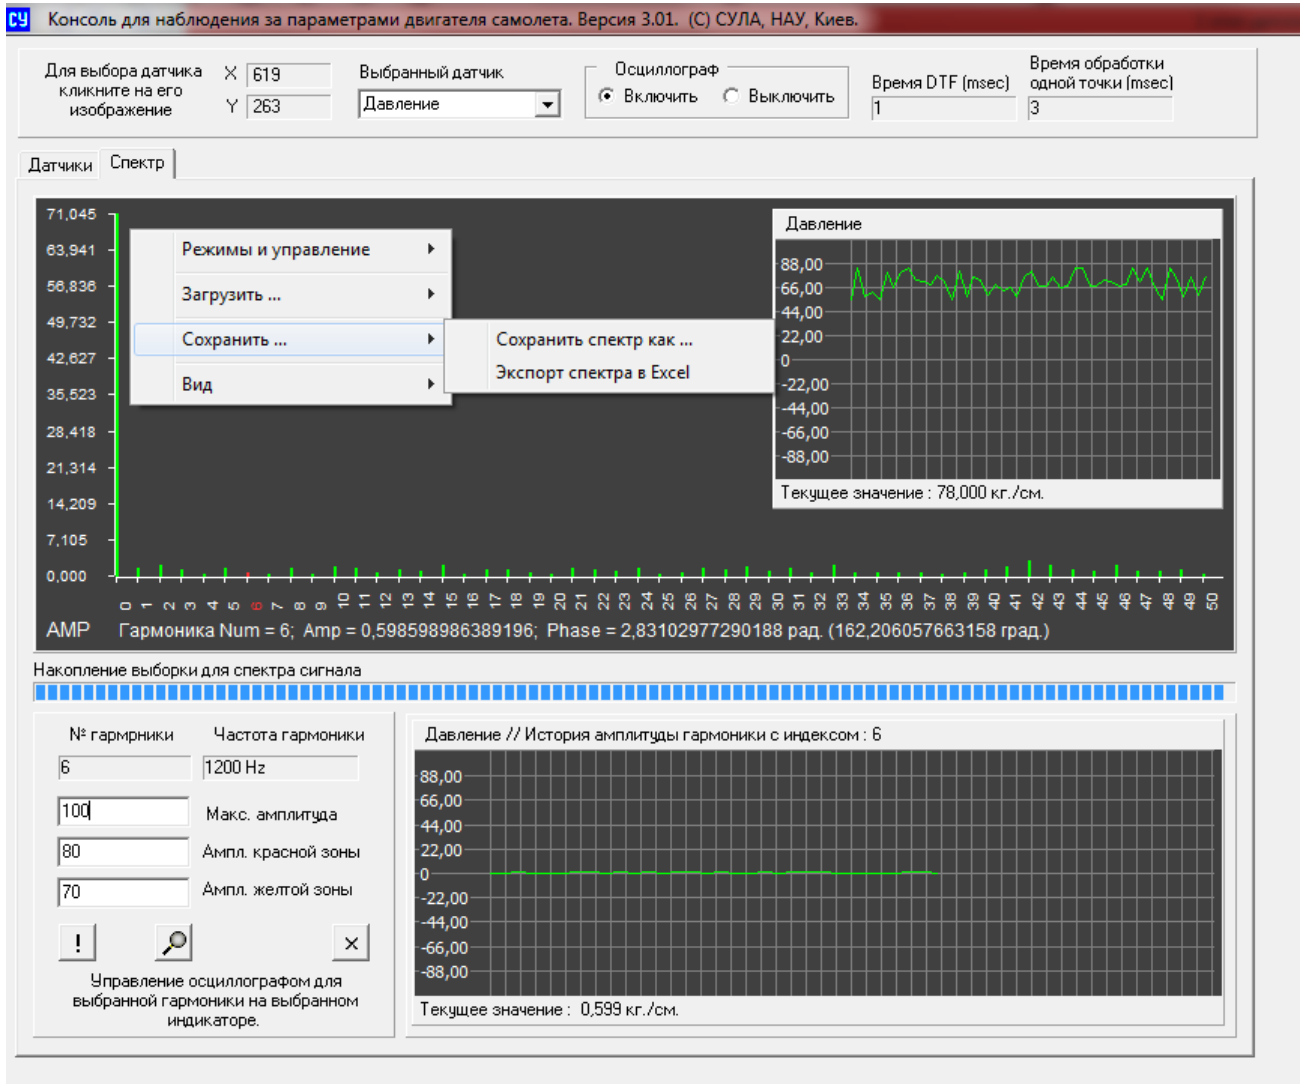 СУ Консоль для наблюдения за параметрами двигателя самолета. Версия 3.01. (C) СУЛА, НАУ, Киев.
Для выбора датчика
кликните на его
изображение
X 619
Y 263
Выбранный датчик
Давление
Осциллограф
Включить Выключить
Время DTF (msec)
1
Время обработки
одной точки (msec)
3
Датчики Спектр
71,045
63,941
56,836
49,732
42,627
35,523
28,418
21,314
14,209
7,105
0,000
Режимы и управление
Загрузить ...
Сохранить ...
Вид
Сохранить спектр как ...
Экспорт спектра в Excel
Давление
88,00
66,00
44,00
22,00
0
-22,00
-44,00
-66,00
-88,00
Текущее значение : 78,000 кг./см.
0 1 2 3 4 5 6 7 8 9 10 11 12 13 14 15 16 17 18 19 20 21 22 23 24 25 26 27 28 29 30 31 32 33 34 35 36 37 38 39 40 41 42 43 44 45 46 47 48 49 50
AMP Гармоника Num = 6; Amp = 0,598598986389196; Phase = 2,83102977290188 рад. (162,206057663158 град.)
Накопление выборки для спектра сигнала
№ гармрники Частота гармоники
6 1200 Hz
100 Макс. амплитуда
80 Ампл. красной зоны
70 Ампл. желтой зоны
!
Управление осциллографом для
выбранной гармоники на выбранном
индикаторе.
Давление // История амплитуды гармоники с индексом : 6
88,00
66,00
44,00
22,00
0
-22,00
-44,00
-66,00
-88,00
Текущее значение : 0,599 кг./см.